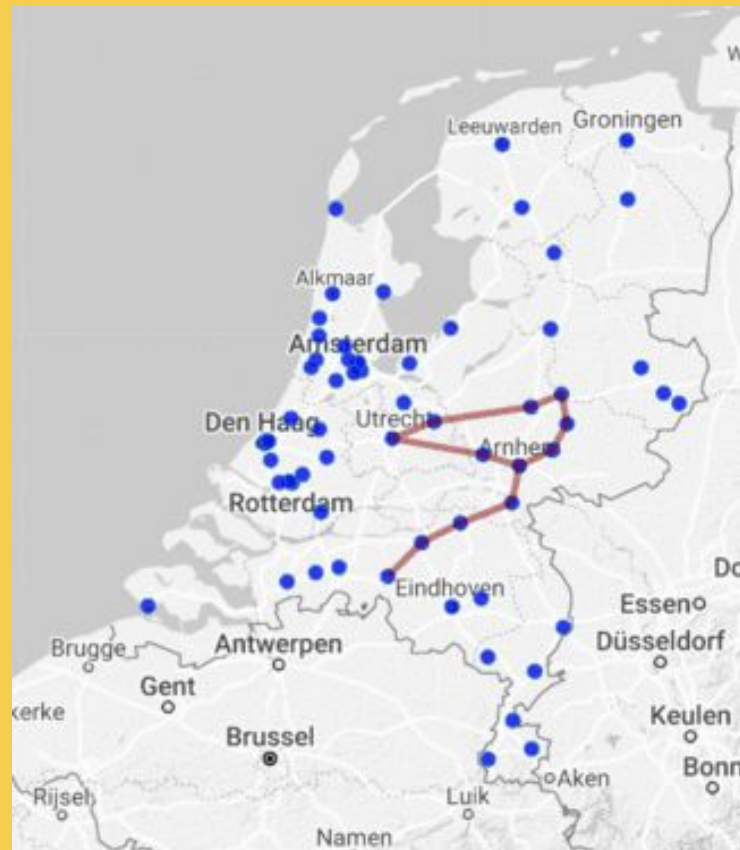 W
Leeuwarden
Groningen
Alkmaar
Amsterdam
Den Haag
Utrecht
Arnhem
Rotterdam
Eindhoven
Do
Essen
Düsseldorf
Brugge
Antwerpen
Gent
kerke
Keulen
Brussel
Bonn
Aken
Rijsel
Luik
Namen